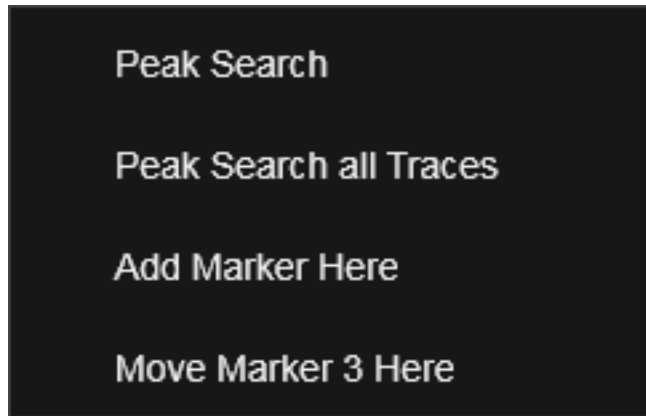 Peak Search
Peak Search all Traces
Add Marker Here
Move Marker 3 Here